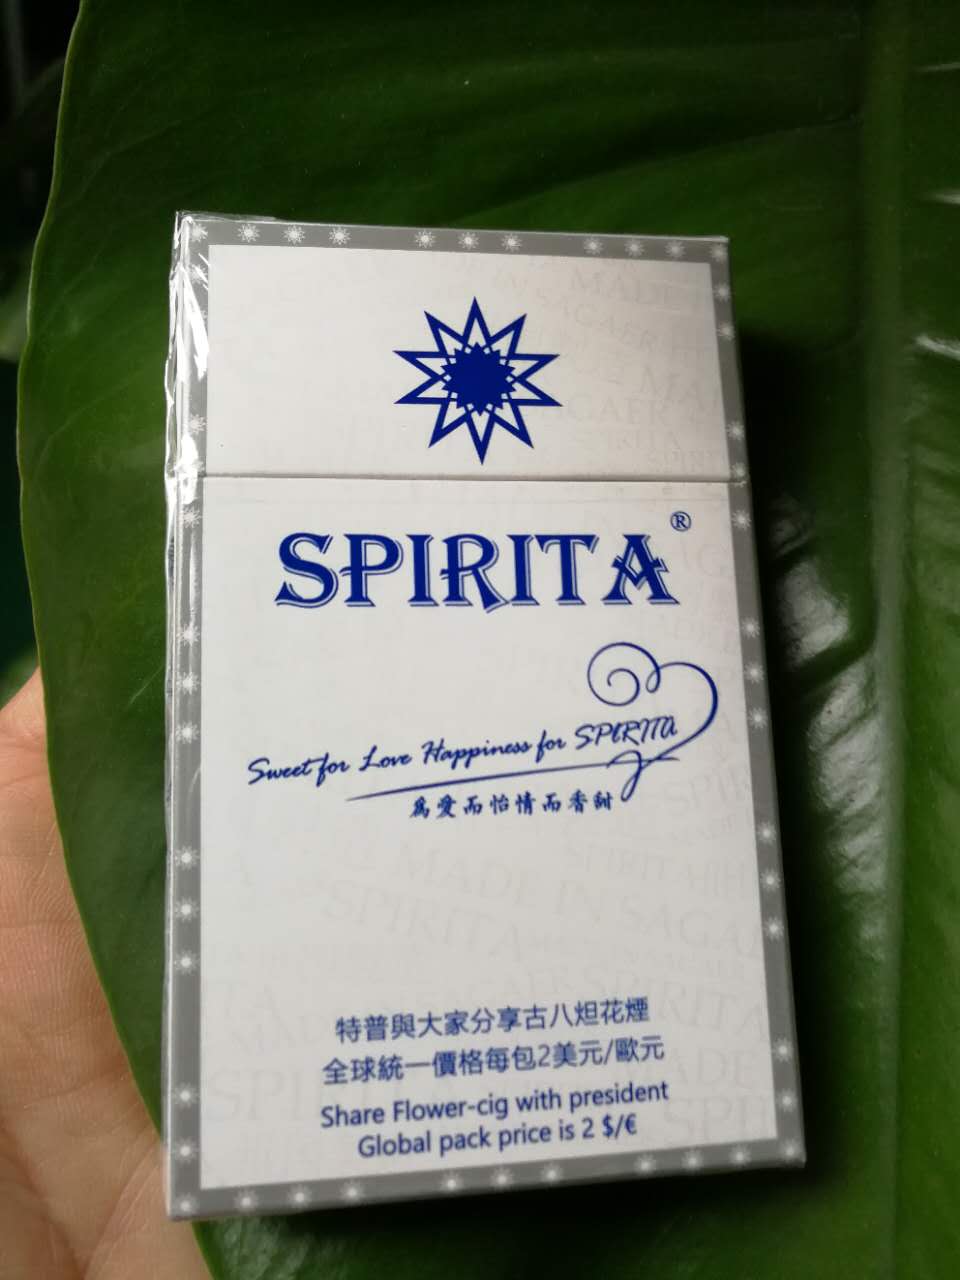 SPIRITA®
Sweet for Love Happiness for SPIRITA
為愛而怡情而香甜
特普與大家分享古八怛花煙
全球統一價格每包2美元/歐元
Share Flower-cig with president
Global pack price is 2 $/€